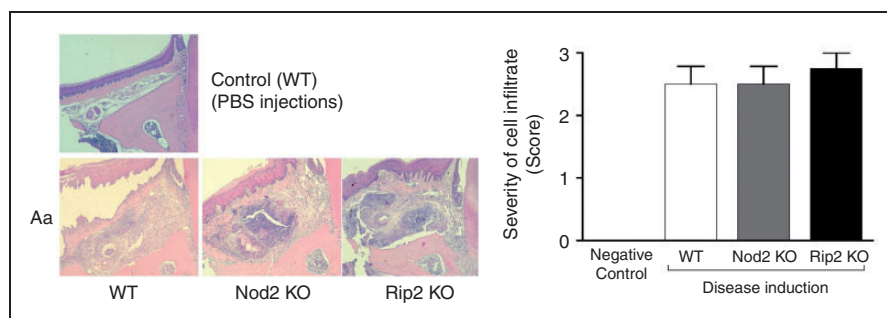 Control (WT)
(PBS injections)
Aa
WT
Nod2 KO
Rip2 KO
Severity of cell infiltrate
(Score)
3
2
1
0
Negative
Control
WT
Nod2 KO
Rip2 KO
Disease induction